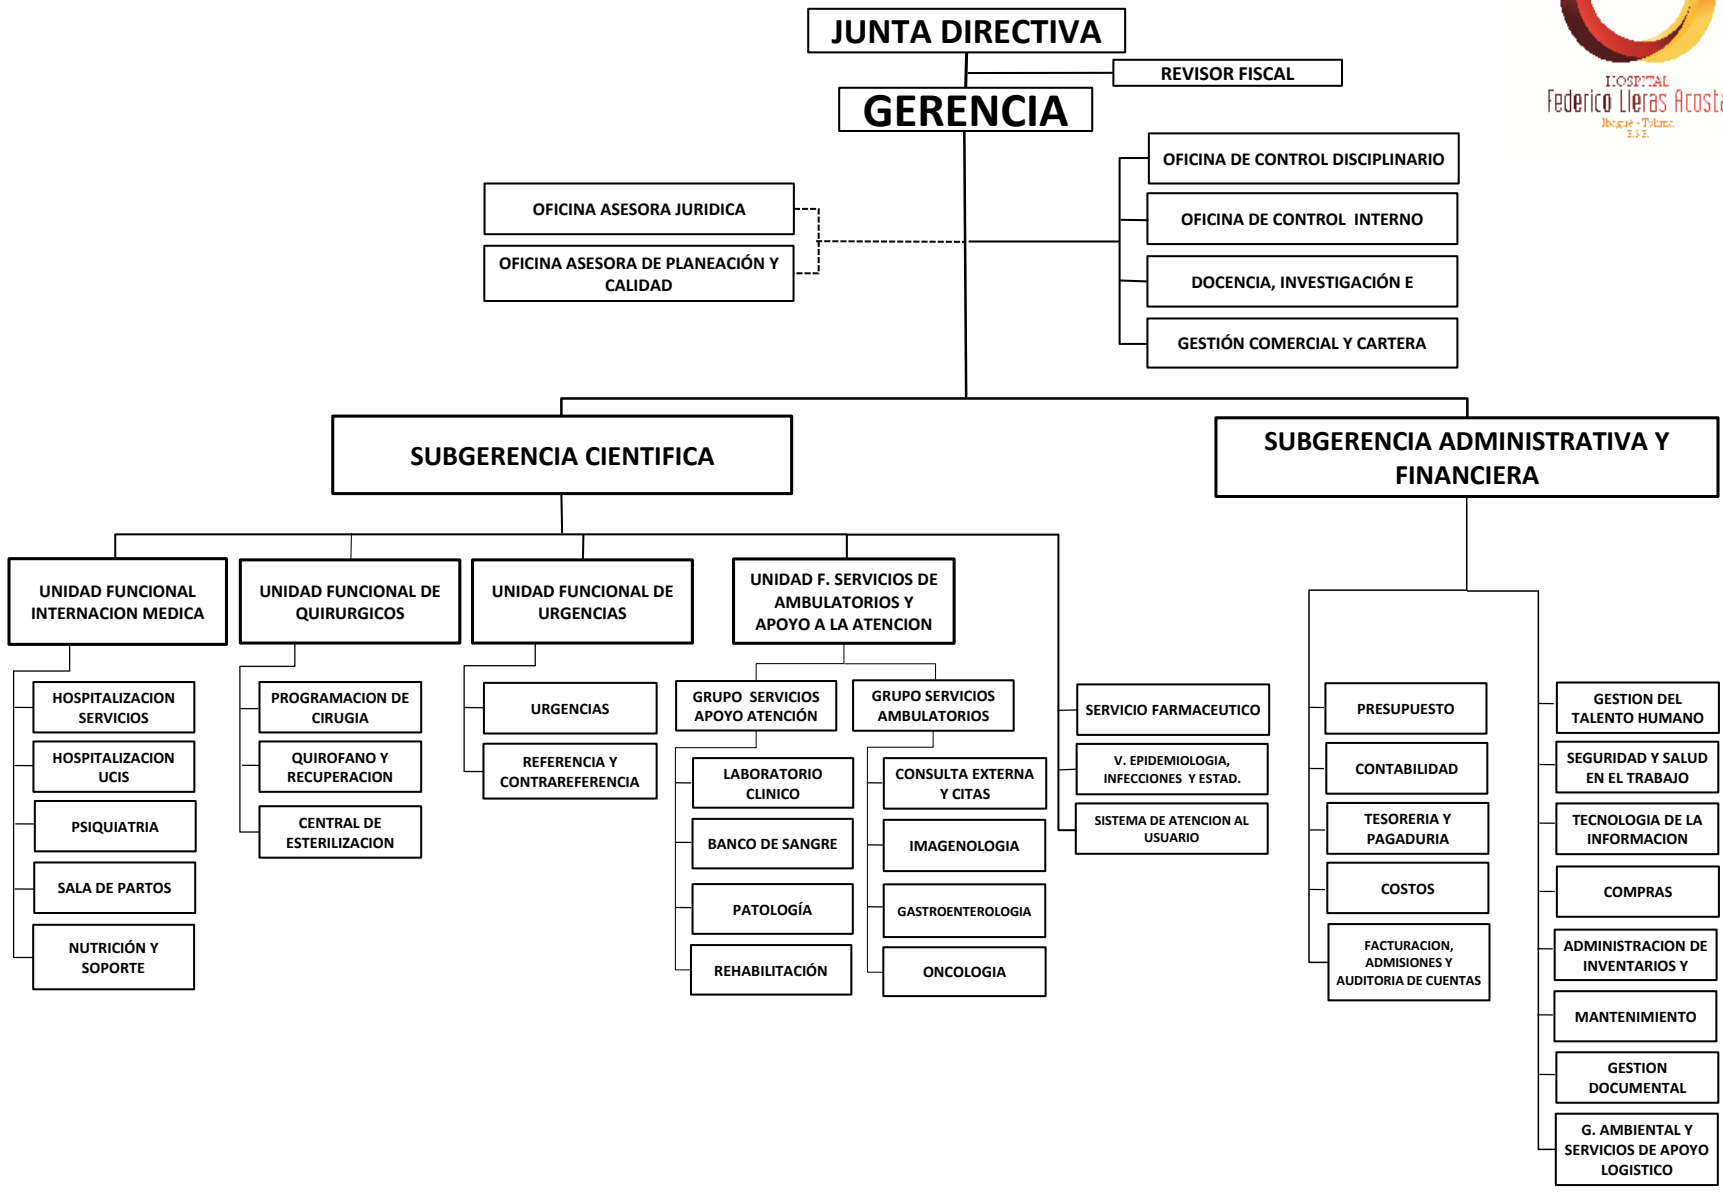 JUNTA DIRECTIVA
REVISOR FISCAL
GERENCIA
HOSPITAL
Federico Lleras Acosta
Ibagué - Tolima
E.S.E.
OFICINA DE CONTROL DISCIPLINARIO
OFICINA ASESORA JURIDICA
OFICINA DE CONTROL INTERNO
OFICINA ASESORA DE PLANEACIÓN Y
CALIDAD
DOCENCIA, INVESTIGACIÓN E
GESTIÓN COMERCIAL Y CARTERA
SUBGERENCIA CIENTIFICA
SUBGERENCIA ADMINISTRATIVA Y
FINANCIERA
UNIDAD FUNCIONAL
INTERNACION MEDICA
UNIDAD FUNCIONAL DE
QUIRURGICOS
UNIDAD FUNCIONAL DE
URGENCIAS
UNIDAD F. SERVICIOS DE
AMBULATORIOS Y
APOYO A LA ATENCION
HOSPITALIZACION
SERVICIOS
HOSPITALIZACION
UCIS
PSIQUIATRIA
SALA DE PARTOS
NUTRICIÓN Y
SOPORTE
PROGRAMACION DE
CIRUGIA
QUIROFANO Y
RECUPERACION
CENTRAL DE
ESTERILIZACION
URGENCIAS
REFERENCIA Y
CONTRAREFERENCIA
GRUPO SERVICIOS
APOYO ATENCIÓN
LABORATORIO
CLINICO
BANCO DE SANGRE
PATOLOGÍA
REHABILITACIÓN
GRUPO SERVICIOS
AMBULATORIOS
CONSULTA EXTERNA
Y CITAS
IMAGENOLOGIA
GASTROENTEROLOGIA
ONCOLOGIA
SERVICIO FARMACEUTICO
V. EPIDEMIOLOGIA,
INFECCIONES Y ESTAD.
SISTEMA DE ATENCION AL
USUARIO
PRESUPUESTO
CONTABILIDAD
TESORERIA Y
PAGADURIA
COSTOS
FACTURACION,
ADMISIONES Y
AUDITORIA DE CUENTAS
GESTION DEL
TALENTO HUMANO
SEGURIDAD Y SALUD
EN EL TRABAJO
TECNOLOGIA DE LA
INFORMACION
COMPRAS
ADMINISTRACION DE
INVENTARIOS Y
MANTENIMIENTO
GESTION
DOCUMENTAL
G. AMBIENTAL Y
SERVICIOS DE APOYO
LOGISTICO